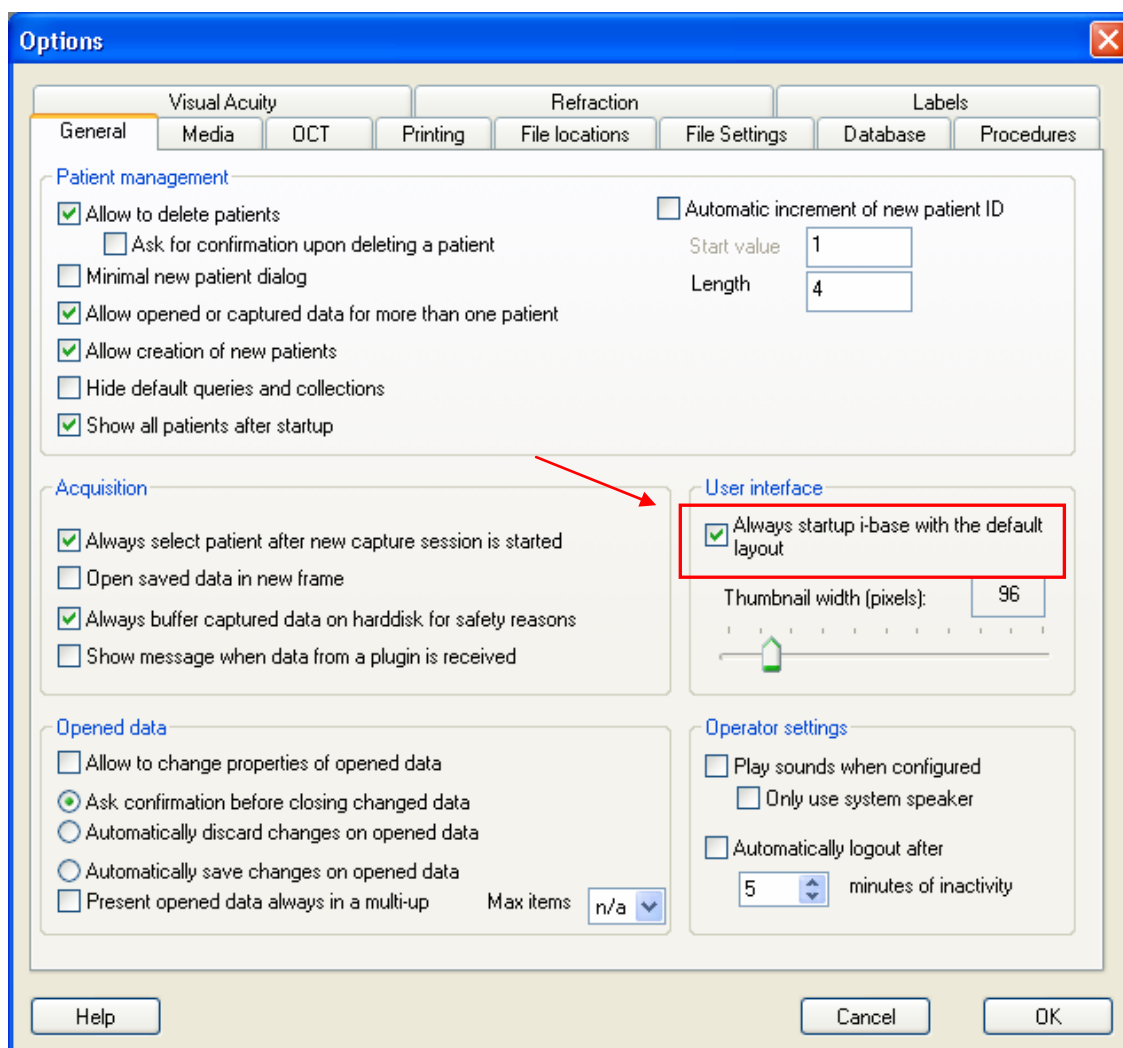 Options
Visual Acuity
Refraction
Labels
General
Media
OCT
Printing
File locations
File Settings
Database
Procedures
Patient management
Allow to delete patients
Ask for confirmation upon deleting a patient
Minimal new patient dialog
Allow opened or captured data for more than one patient
Allow creation of new patients
Hide default queries and collections
Show all patients after startup
Automatic increment of new patient ID
Start value
1
Length
4
Acquisition
Always select patient after new capture session is started
Open saved data in new frame
Always buffer captured data on harddisk for safety reasons
Show message when data from a plugin is received
User interface
Always startup i-base with the default
layout
Thumbnail width (pixels):
96
Opened data
Allow to change properties of opened data
Ask confirmation before closing changed data
Automatically discard changes on opened data
Automatically save changes on opened data
Present opened data always in a multi-up
Max items
n/a
Operator settings
Play sounds when configured
Only use system speaker
Automatically logout after
5
minutes of inactivity
Help
Cancel
OK